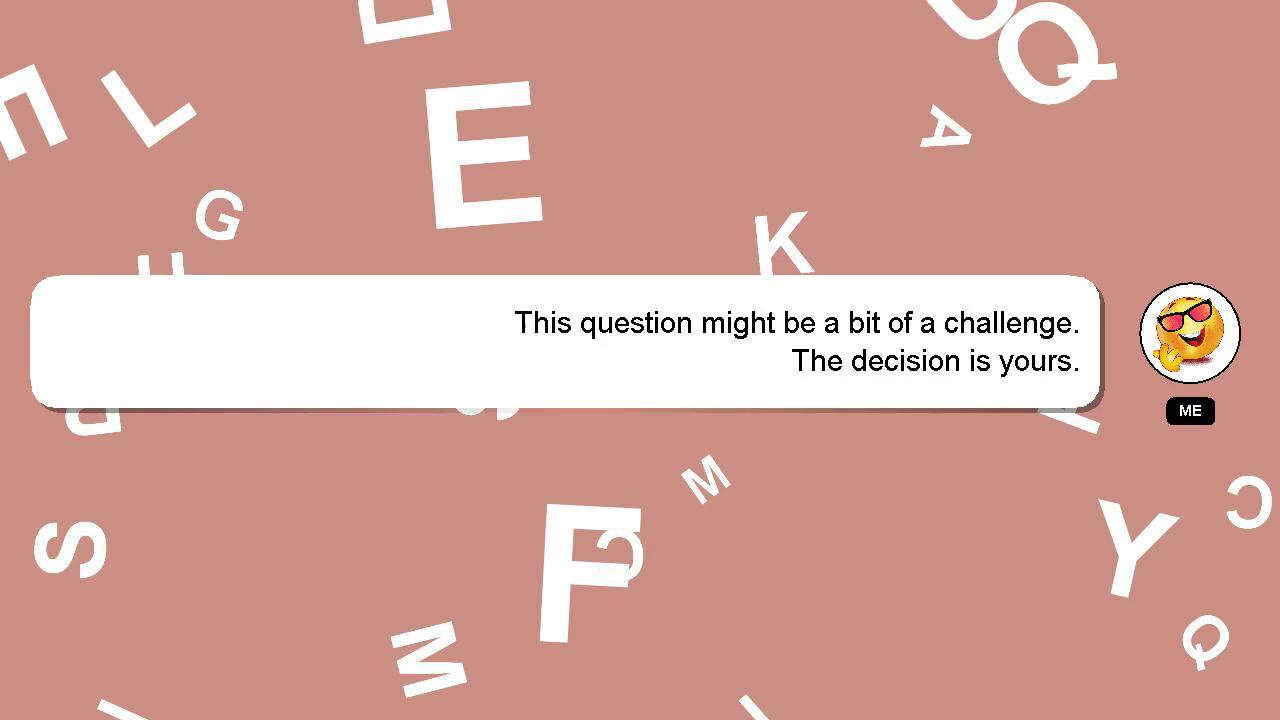 E
L
E
Q
A
G
K
U
This question might be a bit of a challenge.
The decision is yours.
ME
M
S
F
G
Y
C
Q
M